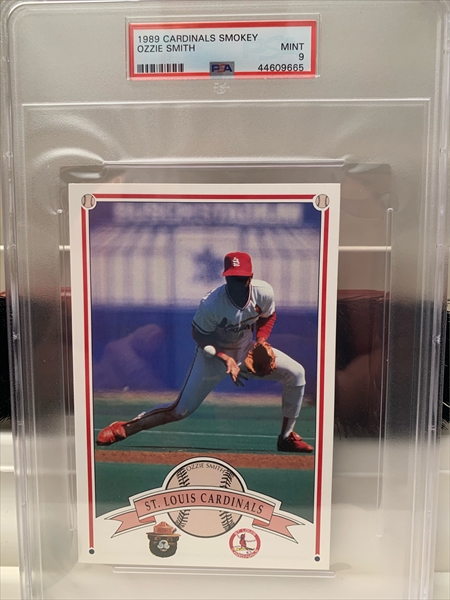 1989 CARDINALS SMOKEY
OZZIE SMITH
MINT
9
PSA
44609665
OZZIE SMITH
ST. LOUIS CARDINALS